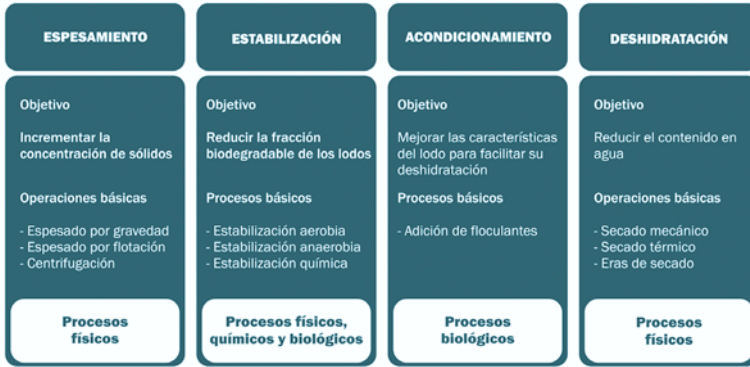 ESPESAMIENTO
Objetivo
Incrementar la
concentración de sólidos
Operaciones básicas
- Espesado por gravedad
- Espesado por flotación
- Centrifugación
Procesos
físicos
ESTABILIZACIÓN
Objetivo
Reducir la fracción
biodegradable de los lodos
Procesos básicos
- Estabilización aerobia
- Estabilización anaerobia
- Estabilización química
Procesos físicos,
químicos y biológicos
ACONDICIONAMIENTO
Objetivo
Mejorar las características
del lodo para facilitar su
deshidratación
Procesos básicos
- Adición de floculantes
Procesos
biológicos
DESHIDRATACIÓN
Objetivo
Reducir el contenido en
agua
Operaciones básicas
- Secado mecánico
- Secado térmico
- Eras de secado
Procesos
físicos